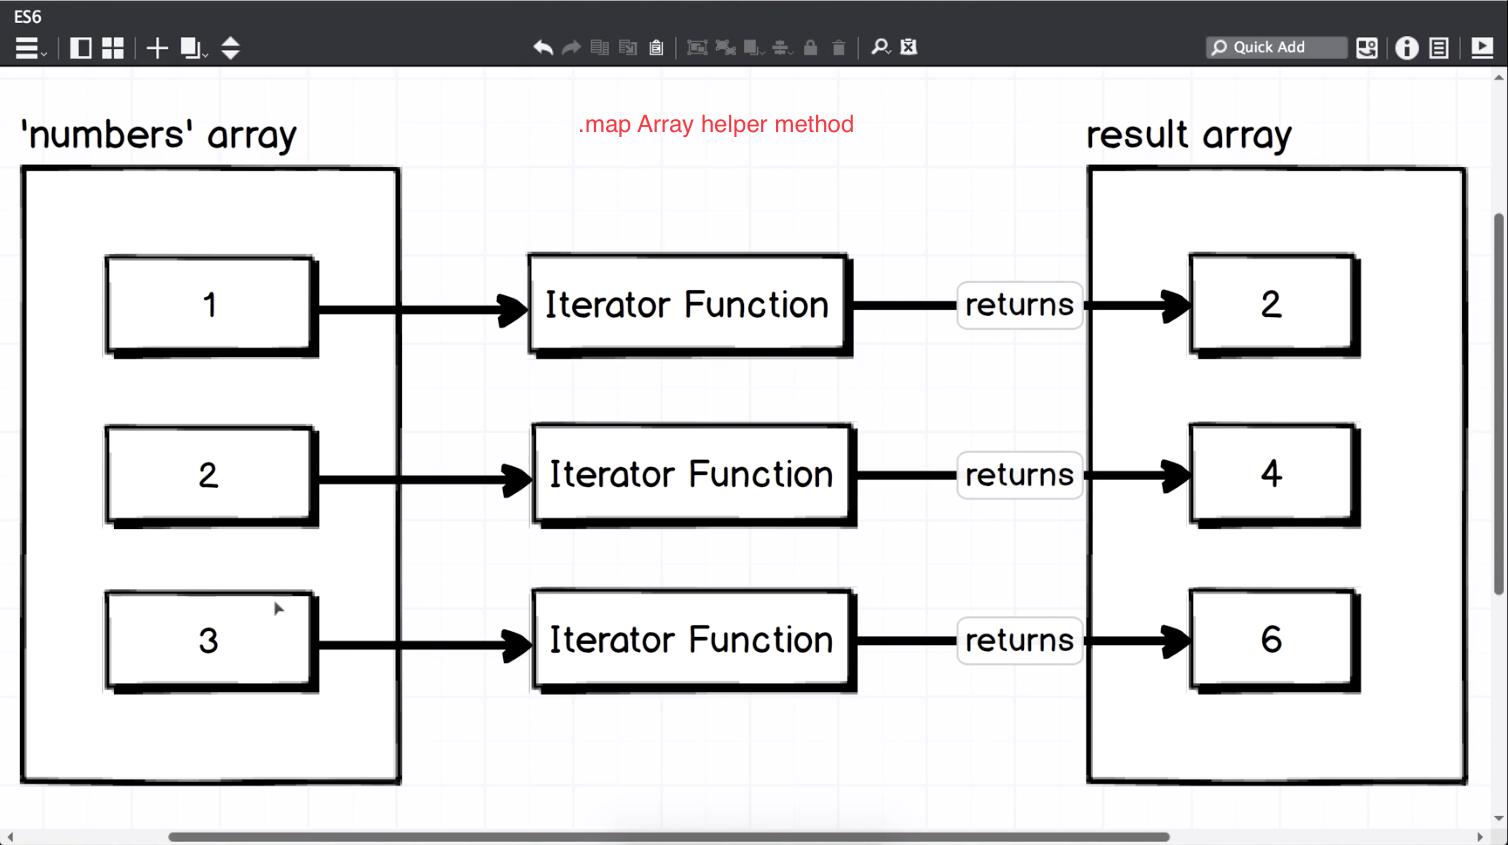 ES6
Quick Add
.map Array helper method
'numbers' array
result array
1
Iterator Function
returns
2
2
Iterator Function
returns
4
3
Iterator Function
returns
6